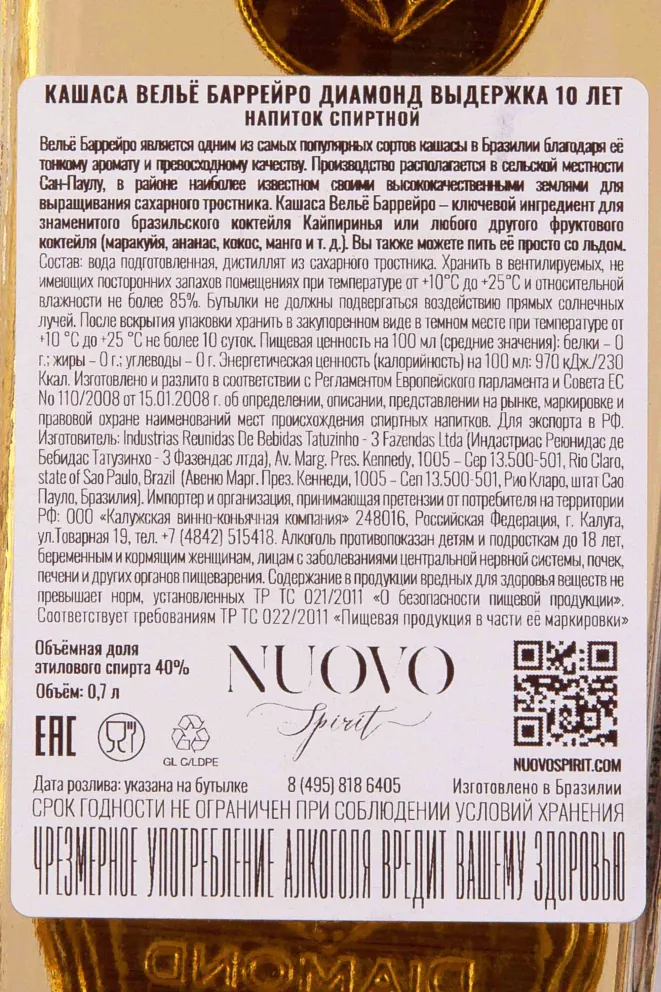 КАШАСА ВЕЛЬЁ БАРРЕЙРО ДИАМОНД ВЫДЕРЖКА 10 ЛЕТ
НАПИТОК СПИРТНОЙ
Вельё Баррейро является одним из самых популярных сортов кашасы в Бразилии благодаря её
тонкому аромату и превосходному качеству. Производство располагается в сельской местности
Сан-Паулу, в районе наиболее известном своими высококачественными землями для
выращивания сахарного тростника. Кашаса Вельё Баррейро – ключевой ингредиент для
знаменитого бразильского коктейля Кайпиринья или любого другого фруктового
коктейля (маракуйя, ананас, кокос, манго и т. д.). Вы также можете пить её просто со льдом.
Состав: вода подготовленная, дистиллят из сахарного тростника. Хранить в вентилируемых, не
имеющих посторонних запахов помещениях при температуре от +10°C до +25°C и относительной
влажности не более 85%. Бутылки не должны подвергаться воздействию прямых солнечных
лучей. После вскрытия упаковки хранить в закупоренном виде в темном месте при температуре от
+10 °C до +25 °C не более 10 суток. Пищевая ценность на 100 мл (средние значения): белки – 0
г.; жиры – 0 г.; углеводы – 0 г. Энергетическая ценность (калорийность) на 100 мл: 970 кДж./230
Ккал. Изготовлено и разлито в соответствии с Регламентом Европейского парламента и Совета ЕС
No 110/2008 от 15.01.2008 г. об определении, описании, представлении на рынке, маркировке и
правовой охране наименований мест происхождения спиртных напитков. Для экспорта в РФ.
Изготовитель: Industrias Reunidas De Bebidas Tatuzinho - 3 Fazendas Ltda (Индастриас Реюнидас де
Бебидас Татузинхо - 3 Фазендас лтда), Av. Marg. Pres. Kennedy, 1005 – Cep 13.500-501, Rio Claro,
state of Sao Paulo, Brazil (Авеню Марг. През. Кеннеди, 1005 – Сеп 13.500-501, Рио Кларо, штат Сао
Пауло, Бразилия). Импортер и организация, принимающая претензии от потребителя на территории
РФ: ООО «Калужская винно-коньячная компания» 248016, Российская Федерация, г. Калуга,
ул.Товарная 19, тел. +7 (4842) 515418. Алкоголь противопоказан детям и подросткам до 18 лет,
беременным и кормящим женщинам, лицам с заболеваниями центральной нервной системы, почек,
печени и других органов пищеварения. Содержание в продукции вредных для здоровья веществ не
превышает норм, установленных ТР ТС 021/2011 «О безопасности пищевой продукции».
Соответствует требованиям ТР ТС 022/2011 «Пищевая продукция в части её маркировки»
Объёмная доля
этилового спирта 40%
Объём: 0,7 л
NUOVO
Spirit
EAC
GL C/LDPE
NUOVOSPIRIT.COM
Дата розлива: указана на бутылке 8 (495) 818 6405 Изготовлено в Бразилии
СРОК ГОДНОСТИ НЕ ОГРАНИЧЕН ПРИ СОБЛЮДЕНИИ УСЛОВИЙ ХРАНЕНИЯ
ЧРЕЗМЕРНОЕ УПОТРЕБЛЕНИЕ АЛКОГОЛЯ ВРЕДИТ ВАШЕМУ ЗДОРОВЬЮ
DIAMOND